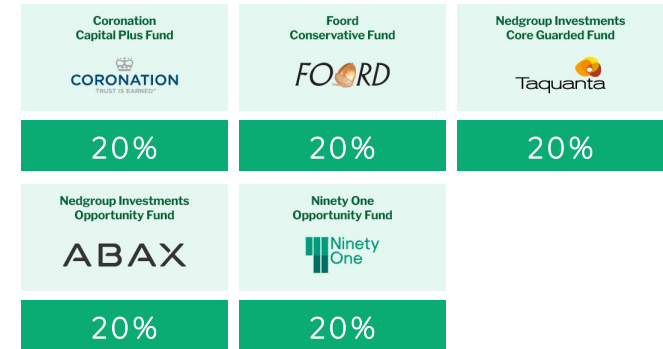 Coronation
Capital Plus Fund
CORONATION
TRUST IS EARNED™
20%
Foord
Conservative Fund
FOORD
20%
Nedgroup Investments
Core Guarded Fund
Taquanta
20%
Nedgroup Investments
Opportunity Fund
ABAX
20%
Ninety One
Opportunity Fund
Ninety
One
20%